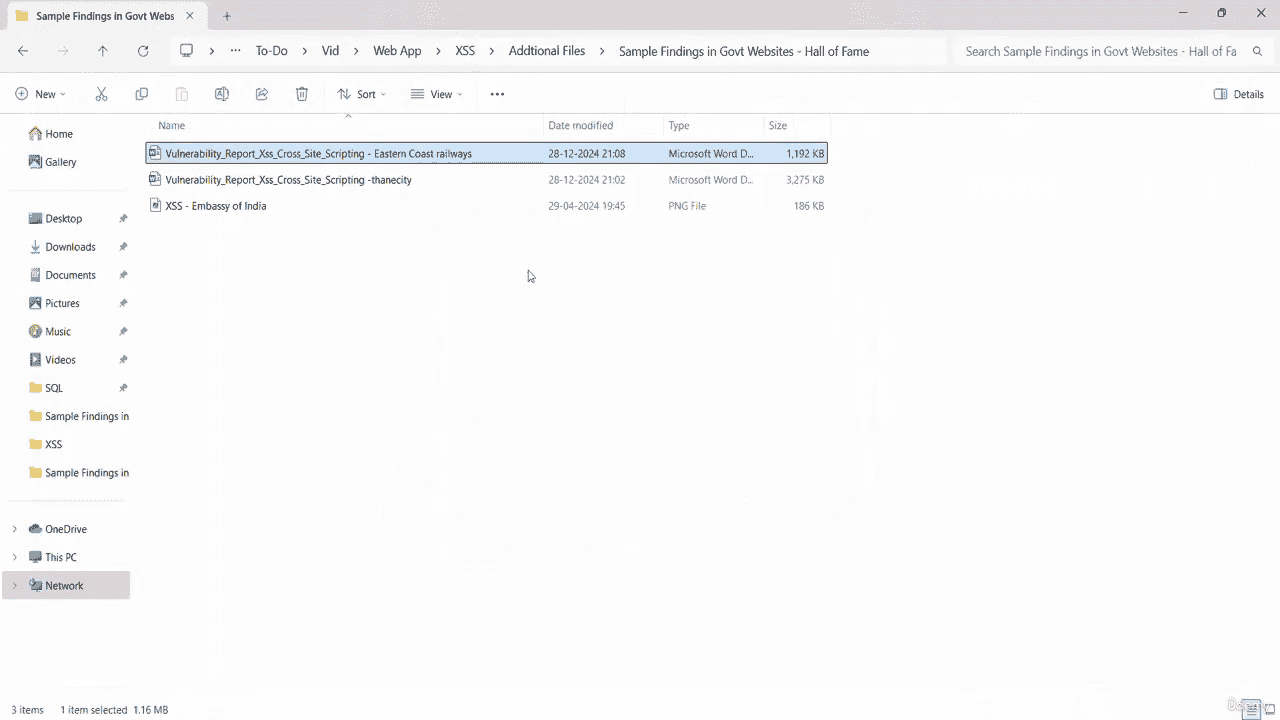 Sample Findings in Govt Webs
To-Do Vid Web App XSS Addtional Files Sample Findings in Govt Websites - Hall of Fame
Search Sample Findings in Govt Websites - Hall of Fa
New Sort View Details
Name Date modified Type Size
Home
Gallery
Vulnerability_Report_Xss_Cross_Site_Scripting - Eastern Coast railways 28-12-2024 21:08 Microsoft Word D... 1,192 KB
Vulnerability_Report_Xss_Cross_Site_Scripting -thanecity 28-12-2024 21:02 Microsoft Word D... 3,275 KB
XSS - Embassy of India 29-04-2024 19:45 PNG File 186 KB
Desktop
Downloads
Documents
Pictures
Music
Videos
SQL
Sample Findings in
XSS
Sample Findings in
OneDrive
This PC
Network
3 items 1 item selected 1.16 MB